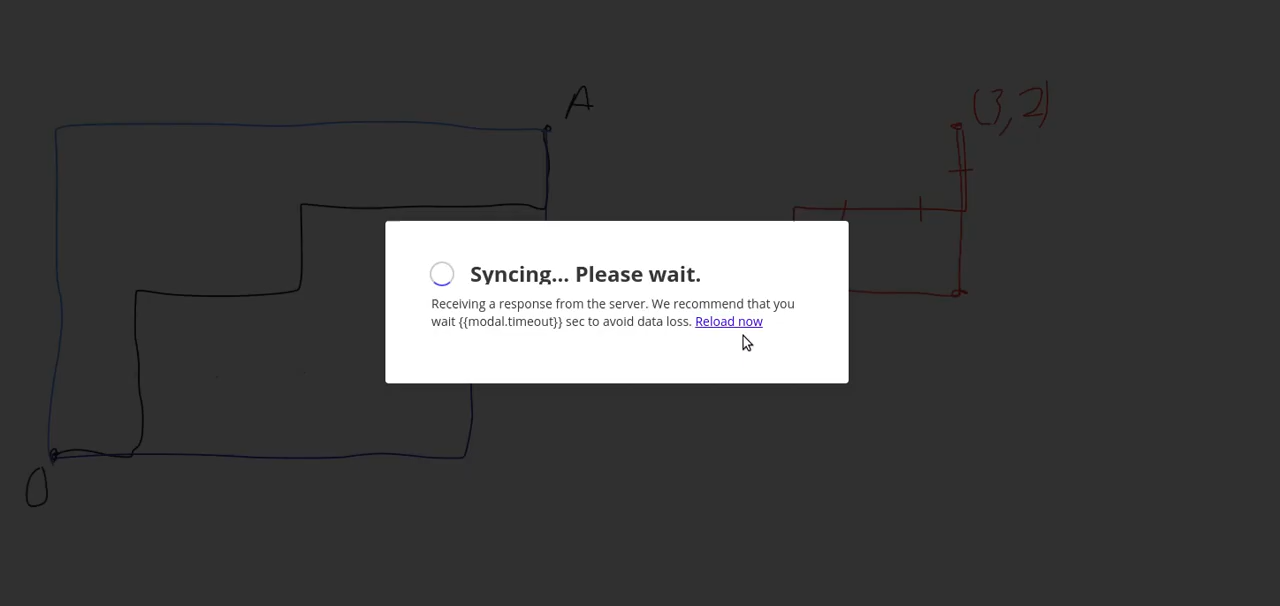 A
(3,2)
Syncing... Please wait.
Receiving a response from the server. We recommend that you
wait {{modal.timeout}} sec to avoid data loss. Reload now
O